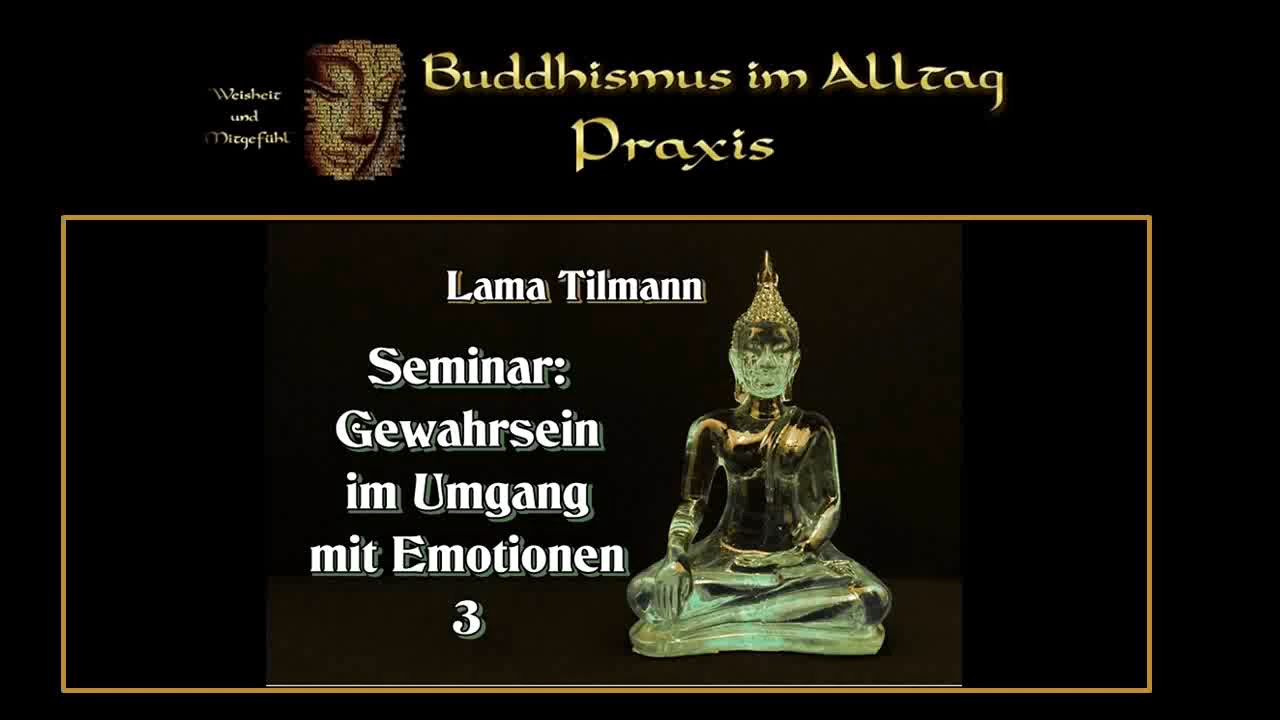 Weisheit
und
Mitgefühl
Buddhismus im Alltag
Praxis
Lama Tilmann
Seminar:
Gewahrsein
im Umgang
mit Emotionen
3